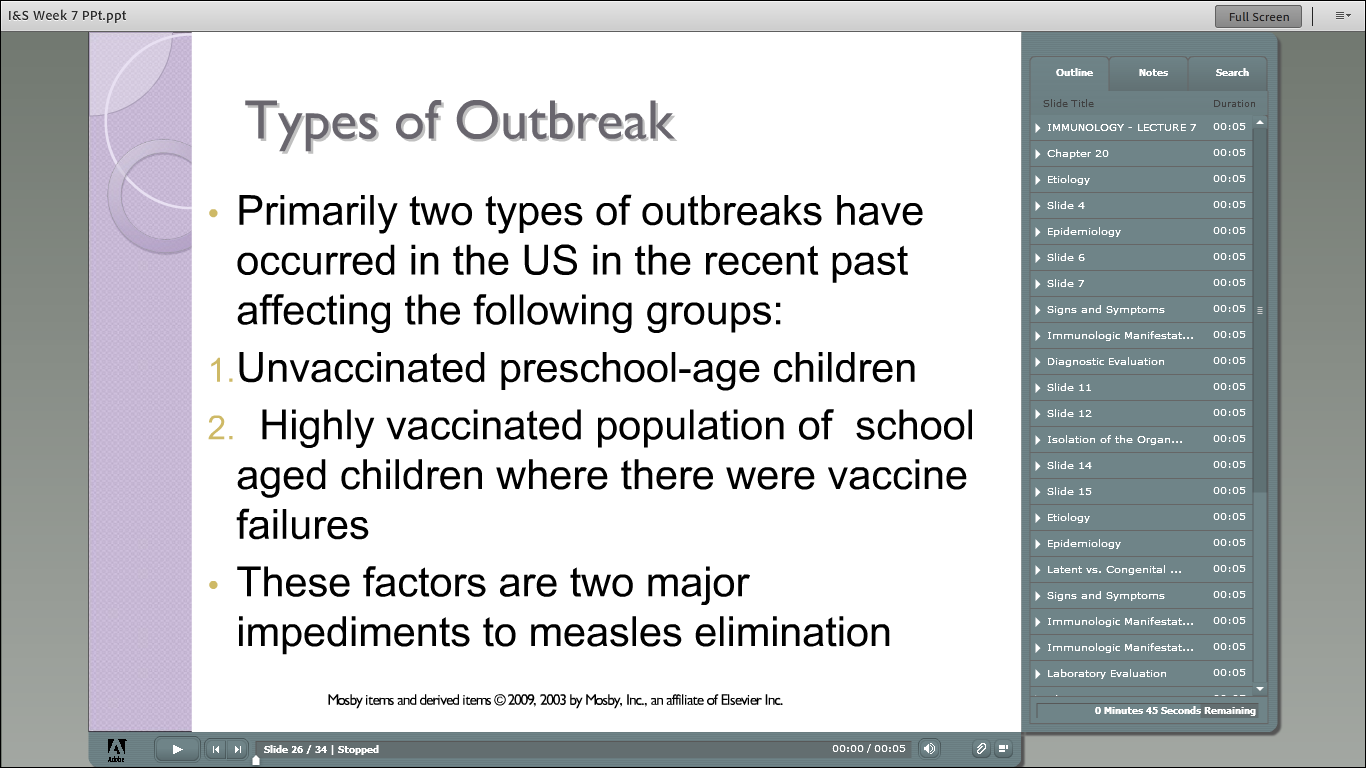 I&S Week 7 PPt.ppt
Full Screen
Types of Outbreak
• Primarily two types of outbreaks have
occurred in the US in the recent past
affecting the following groups:
1.Unvaccinated preschool-age children
2. Highly vaccinated population of  school
aged children where there were vaccine
failures
• These factors are two major
impediments to measles elimination
Mosby items and derived items © 2009, 2003 by Mosby, Inc., an affiliate of Elsevier Inc.
Outline Notes Search
Slide Title Duration
IMMUNOLOGY - LECTURE 7 00:05
Chapter 20 00:05
Etiology 00:05
Slide 4 00:05
Epidemiology 00:05
Slide 6 00:05
Slide 7 00:05
Signs and Symptoms 00:05
Immunologic Manifestat... 00:05
Diagnostic Evaluation 00:05
Slide 11 00:05
Slide 12 00:05
Isolation of the Organ... 00:05
Slide 14 00:05
Slide 15 00:05
Etiology 00:05
Epidemiology 00:05
Latent vs. Congenital ... 00:05
Signs and Symptoms 00:05
Immunologic Manifestat... 00:05
Immunologic Manifestat... 00:05
Laboratory Evaluation 00:05
0 Minutes 45 Seconds Remaining
Adobe
Slide 26 / 34 | Stopped
00:00 / 00:05